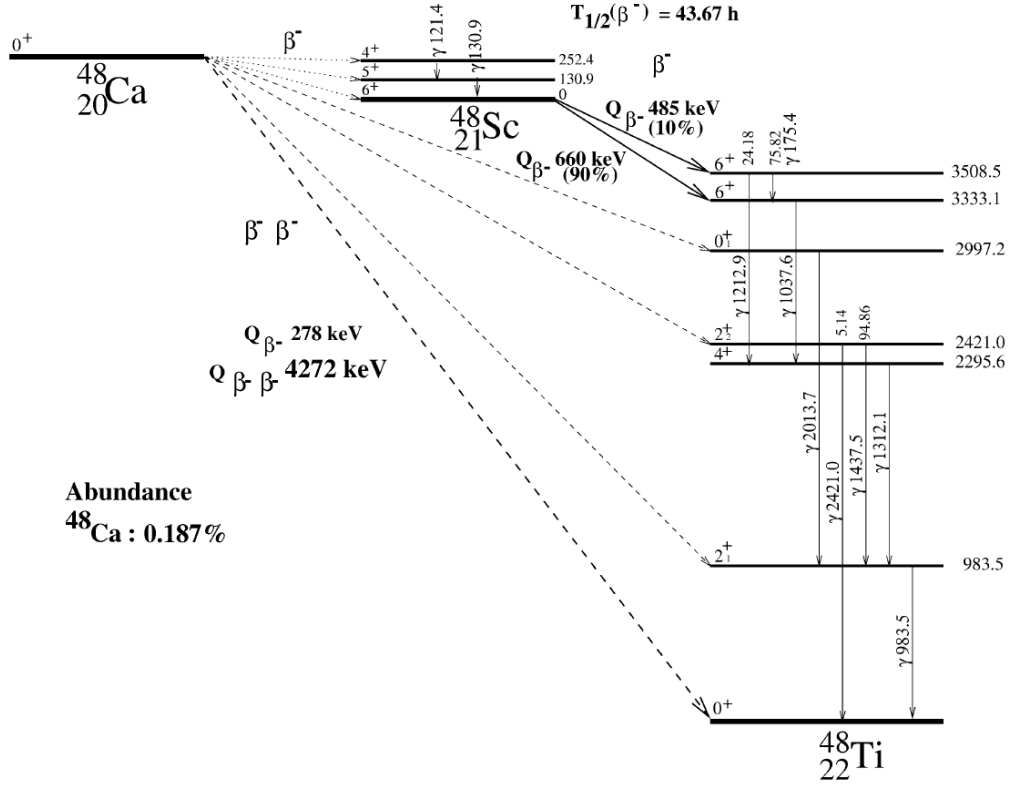 T1/2(β-) = 43.67 h
0+
48
20Ca
β-
4+
5+
6+
γ 121.4
γ 130.9
252.4
130.9
0
48
21Sc
β-
Qβ- 485 keV
(10%)
Qβ- 660 keV
(90%)
24.18
75.82
γ 175.4
6+
3508.5
6+
3333.1
0+1
2997.2
γ 1212.9
γ 1037.6
β- β-
Qβ- 278 keV
Qβ-β- 4272 keV
5.14
94.86
2+2
2421.0
4+
2295.6
γ 2013.7
γ 2421.0
γ 1437.5
γ 1312.1
Abundance
48Ca : 0.187%
2+1
983.5
γ 983.5
0+
48
22Ti